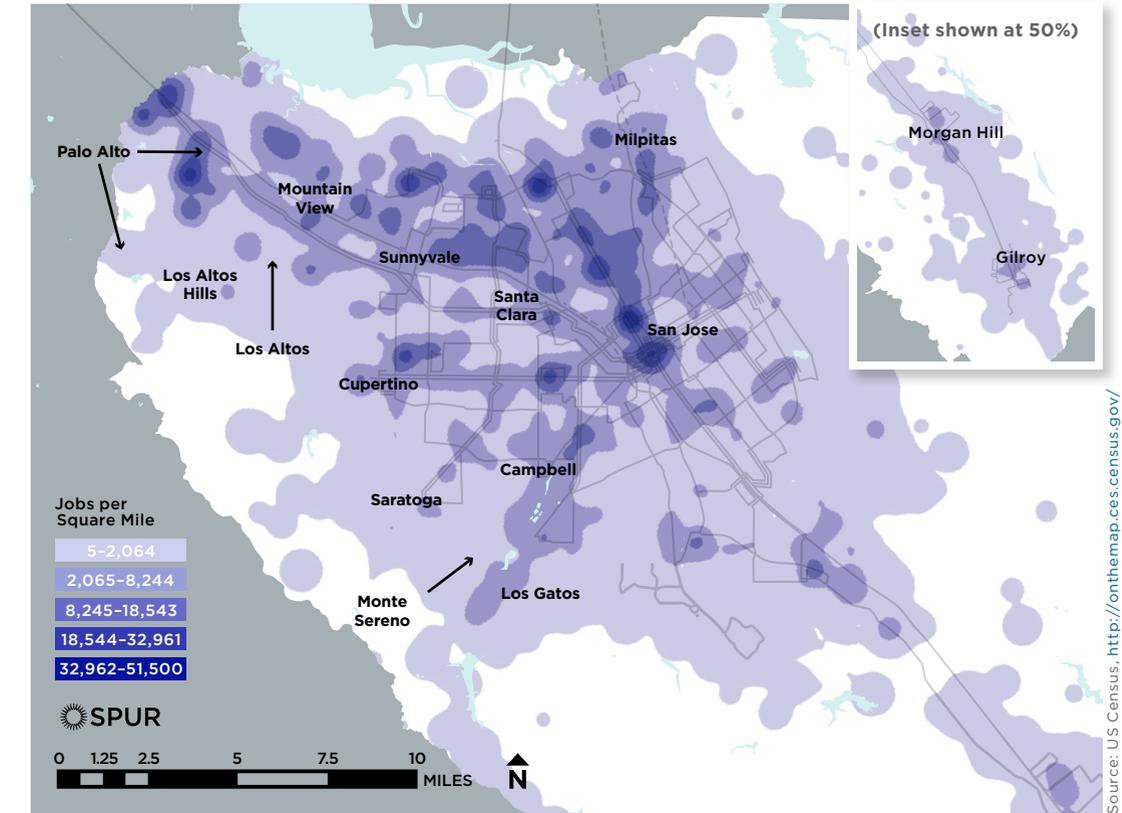 (Inset shown at 50%)
Morgan Hill
Gilroy
Milpitas
Palo Alto
Mountain
View
Sunnyvale
Los Altos
Hills
Santa
Clara
San Jose
Los Altos
Cupertino
Campbell
Saratoga
Monte
Sereno
Los Gatos
Jobs per
Square Mile
5–2,064
2,065–8,244
8,245–18,543
18,544–32,961
32,962–51,500
SPUR
0 1.25 2.5 5 7.5 10
MILES
N
Source: US Census, http://onthemap.ces.census.gov/